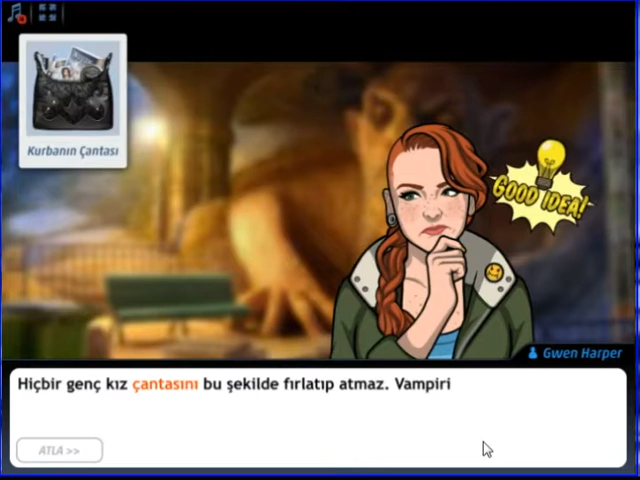 Kurbanın Çantası
GOOD IDEA!
Gwen Harper
Hiçbir genç kız çantasını bu şekilde fırlatıp atmaz. Vampiri
ATLA >>